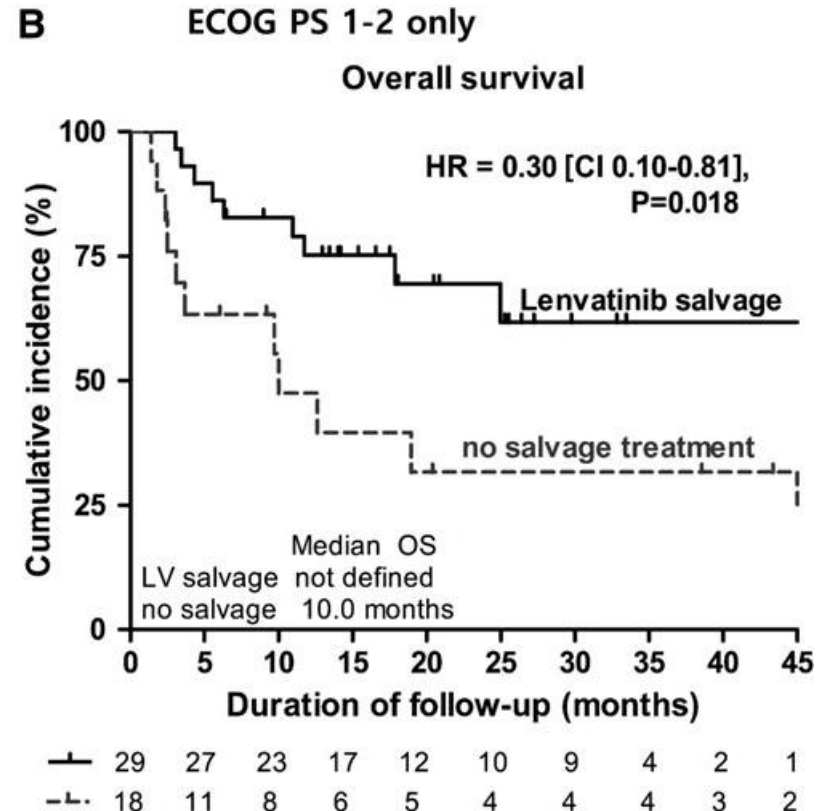 B ECOG PS 1-2 only
Overall survival
HR = 0.30 [CI 0.10-0.81],
P=0.018
Cumulative incidence (%)
100
75
50
25
0
Lenvatinib salvage
no salvage treatment
Median OS
LV salvage not defined
no salvage 10.0 months
0 5 10 15 20 25 30 35 40 45
Duration of follow-up (months)
29 27 23 17 12 10 9 4 2 1
18 11 8 6 5 4 4 4 3 2